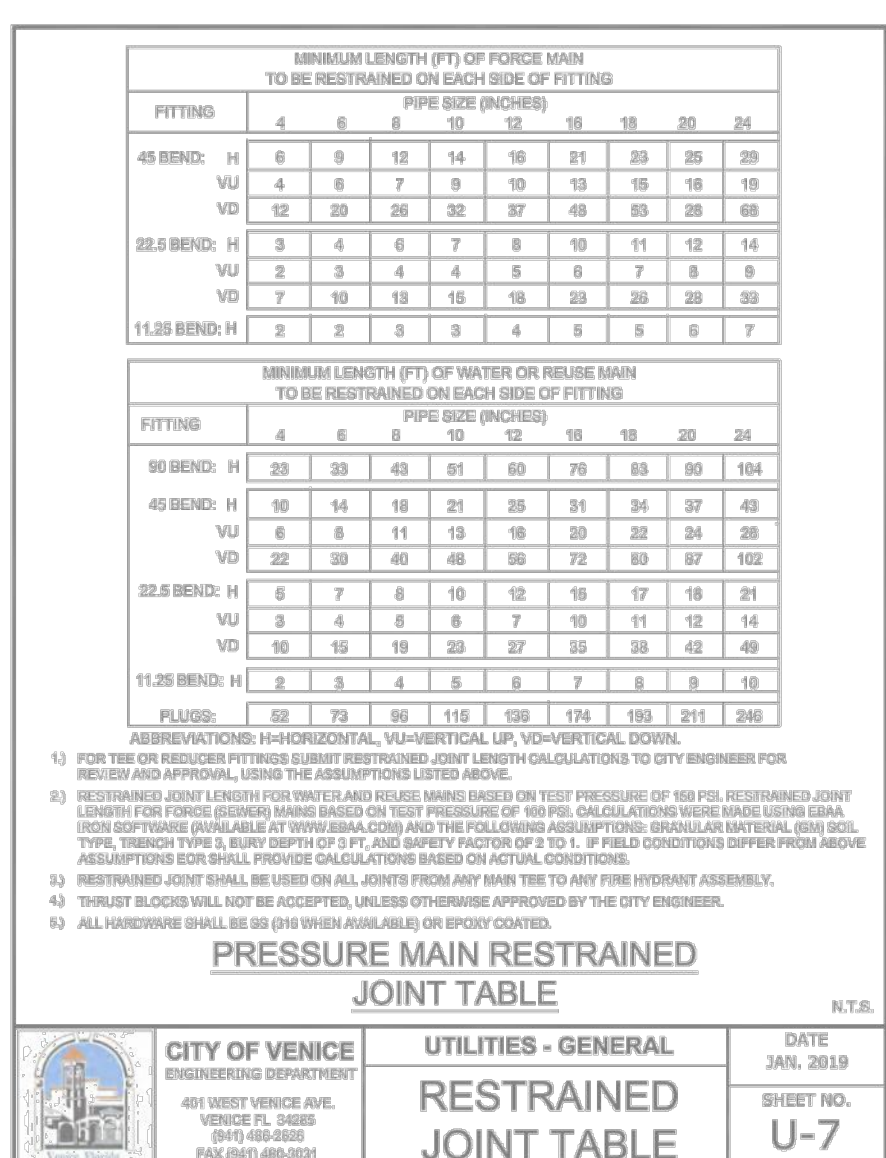 MINIMUM LENGTH (FT) OF FORCE MAIN
TO BE RESTRAINED ON EACH SIDE OF FITTING
FITTING PIPE SIZE (INCHES)
4 6 8 10 12 16 18 20 24
45 BEND: H 6 9 12 14 16 21 23 25 29
VU 4 6 7 9 10 13 15 16 19
VD 12 20 26 32 37 48 53 28 68
22.5 BEND: H 3 4 6 7 8 10 11 12 14
VU 2 3 4 4 5 6 7 8 9
VD 7 10 13 15 18 23 26 28 33
11.25 BEND: H 2 2 3 3 4 5 5 6 7
MINIMUM LENGTH (FT) OF WATER OR REUSE MAIN
TO BE RESTRAINED ON EACH SIDE OF FITTING
FITTING PIPE SIZE (INCHES)
4 6 8 10 12 16 18 20 24
90 BEND: H 23 33 43 51 60 76 83 90 104
45 BEND: H 10 14 18 21 25 31 34 37 43
VU 6 8 11 13 16 20 22 24 28
VD 22 30 40 48 56 72 80 87 102
22.5 BEND: H 5 7 8 10 12 15 17 18 21
VU 3 4 5 6 7 10 11 12 14
VD 10 15 19 23 27 35 38 42 49
11.25 BEND: H 2 3 4 5 6 7 8 9 10
PLUGS: 52 73 96 115 136 174 193 211 246
ABBREVIATIONS: H=HORIZONTAL, VU=VERTICAL UP, VD=VERTICAL DOWN.
1.) FOR TEE OR REDUCER FITTINGS SUBMIT RESTRAINED JOINT LENGTH CALCULATIONS TO CITY ENGINEER FOR
REVIEW AND APPROVAL, USING THE ASSUMPTIONS LISTED ABOVE.
2.) RESTRAINED JOINT LENGTH FOR WATER AND REUSE MAINS BASED ON TEST PRESSURE OF 150 PSI. RESTRAINED JOINT
LENGTH FOR FORCE (SEWER) MAINS BASED ON TEST PRESSURE OF 100 PSI. CALCULATIONS WERE MADE USING EBAA
IRON SOFTWARE (AVAILABLE AT WWW.EBAA.COM) AND THE FOLLOWING ASSUMPTIONS: GRANULAR MATERIAL (GM) SOIL
TYPE, TRENCH TYPE 3, BURY DEPTH OF 3 FT, AND SAFETY FACTOR OF 2 TO 1. IF FIELD CONDITIONS DIFFER FROM ABOVE
ASSUMPTIONS EOR SHALL PROVIDE CALCULATIONS BASED ON ACTUAL CONDITIONS.
3.) RESTRAINED JOINT SHALL BE USED ON ALL JOINTS FROM ANY MAIN TEE TO ANY FIRE HYDRANT ASSEMBLY.
4.) THRUST BLOCKS WILL NOT BE ACCEPTED, UNLESS OTHERWISE APPROVED BY THE CITY ENGINEER.
5.) ALL HARDWARE SHALL BE SS (316 WHEN AVAILABLE) OR EPOXY COATED.
PRESSURE MAIN RESTRAINED
JOINT TABLE
N.T.S.
CITY OF VENICE
ENGINEERING DEPARTMENT
401 WEST VENICE AVE.
VENICE FL 34285
(941) 486-2626
FAX (941) 480-3031
Venice Florida
UTILITIES - GENERAL
RESTRAINED
JOINT TABLE
DATE
JAN, 2019
SHEET NO.
U-7